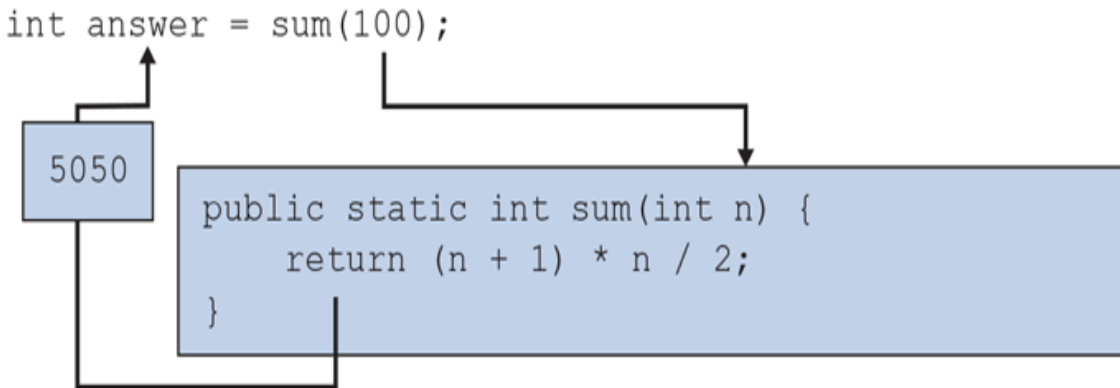 int answer = sum(100);
5050
public static int sum(int n) {
    return (n + 1) * n / 2;
}